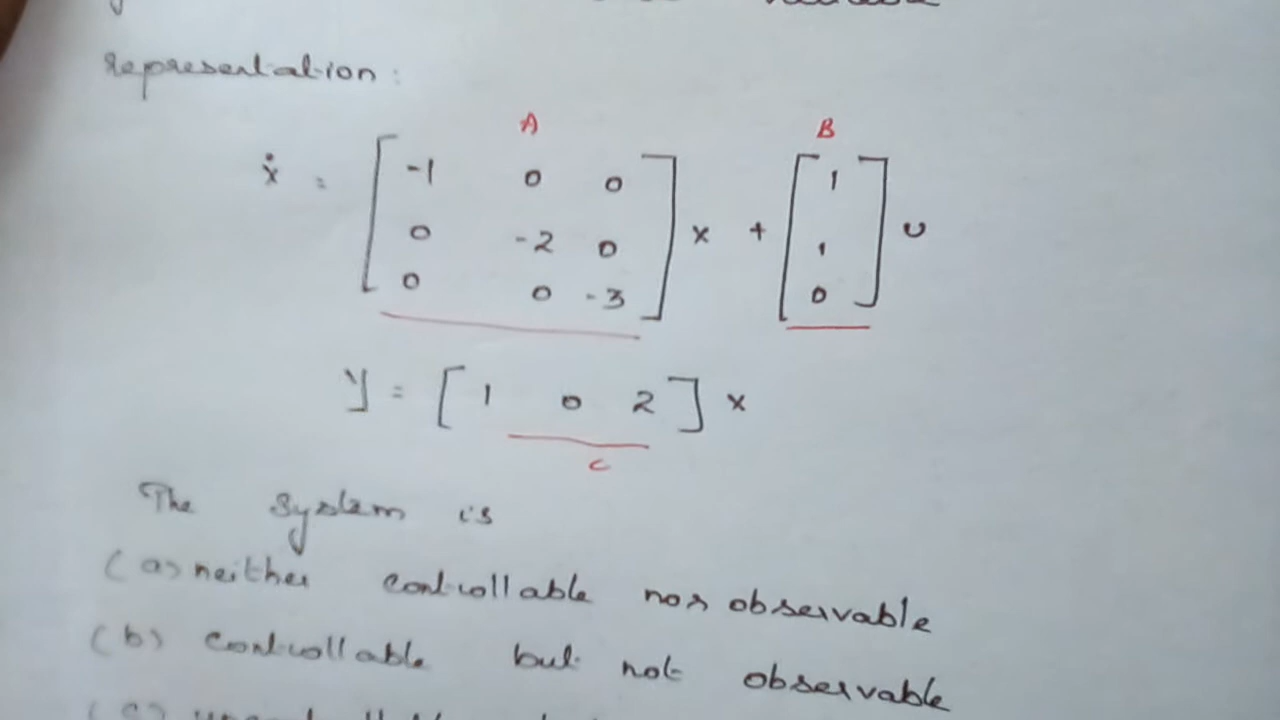 representation:
A B
ẋ = [ -1 0 0 ] x + [ 1 ] U
0 -2 0 1
0 0 -3 0
y = [ 1 0 2 ] x
C
The system is
(a) neither controllable nor observable
(b) controllable but not observable
(c)